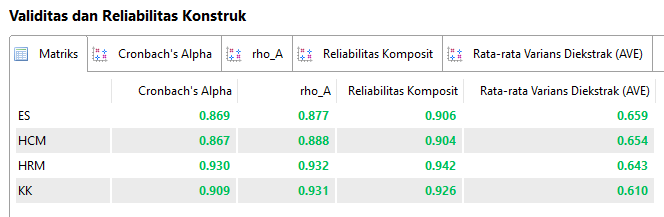 Validitas dan Reliabilitas Konstruk
Matriks Cronbach's Alpha rho_A Reliabilitas Komposit Rata-rata Varians Diekstrak (AVE)
Cronbach's Alpha rho_A Reliabilitas Komposit Rata-rata Varians Diekstrak (AVE)
ES 0.869 0.877 0.906 0.659
HCM 0.867 0.888 0.904 0.654
HRM 0.930 0.932 0.942 0.643
KK 0.909 0.931 0.926 0.610